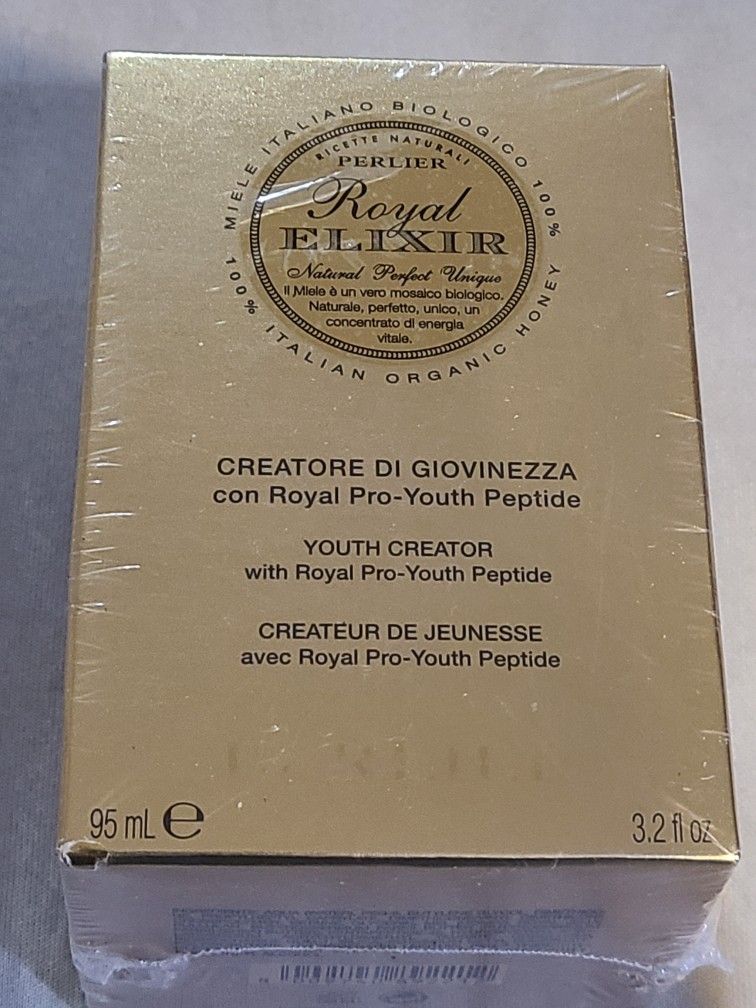 100% MIELE ITALIANO BIOLOGICO 100%
RICETTE NATURALI
PERLIER
Royal
ELIXIR
Natural Perfect Unique
Il Miele è un vero mosaico biologico.
Naturale, perfetto, unico, un
concentrato di energia
vitale.
ITALIAN ORGANIC HONEY
CREATORE DI GIOVINEZZA
con Royal Pro-Youth Peptide
YOUTH CREATOR
with Royal Pro-Youth Peptide
CREATEUR DE JEUNESSE
avec Royal Pro-Youth Peptide
95 mL e
3.2 fl oz